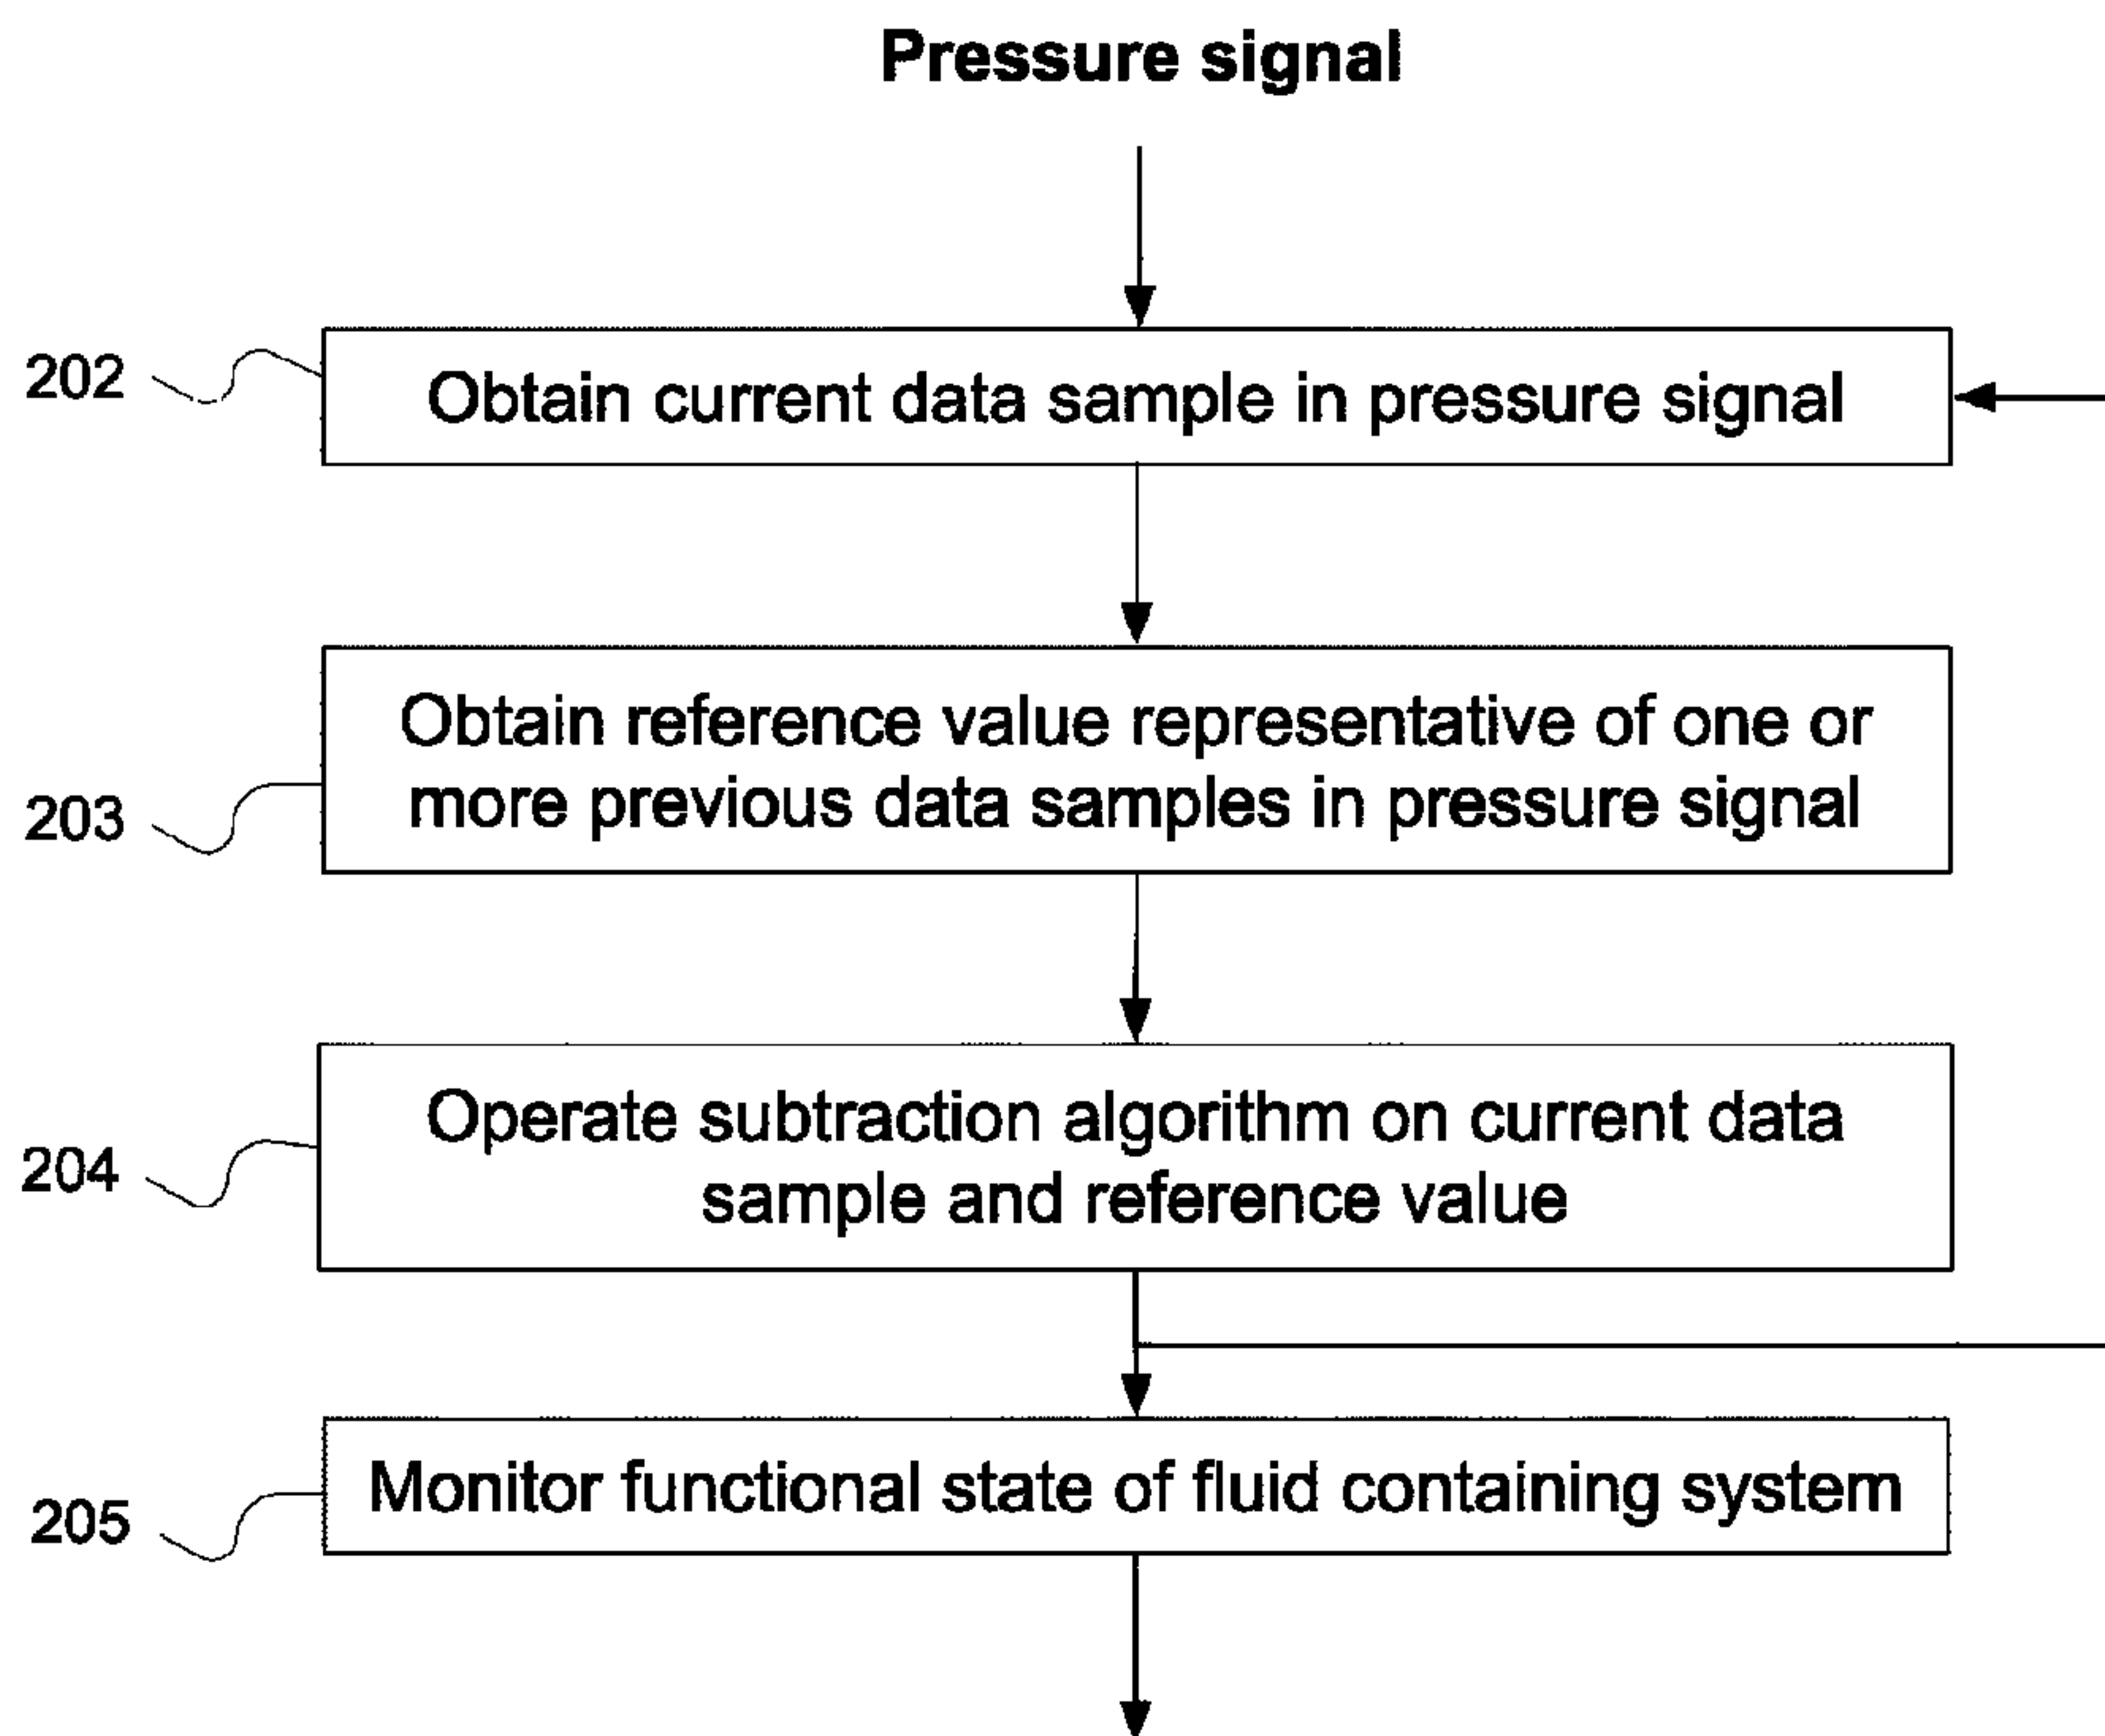 Pressure signal
202
Obtain current data sample in pressure signal
203
Obtain reference value representative of one or
more previous data samples in pressure signal
204
Operate subtraction algorithm on current data
sample and reference value
205
Monitor functional state of fluid containing system